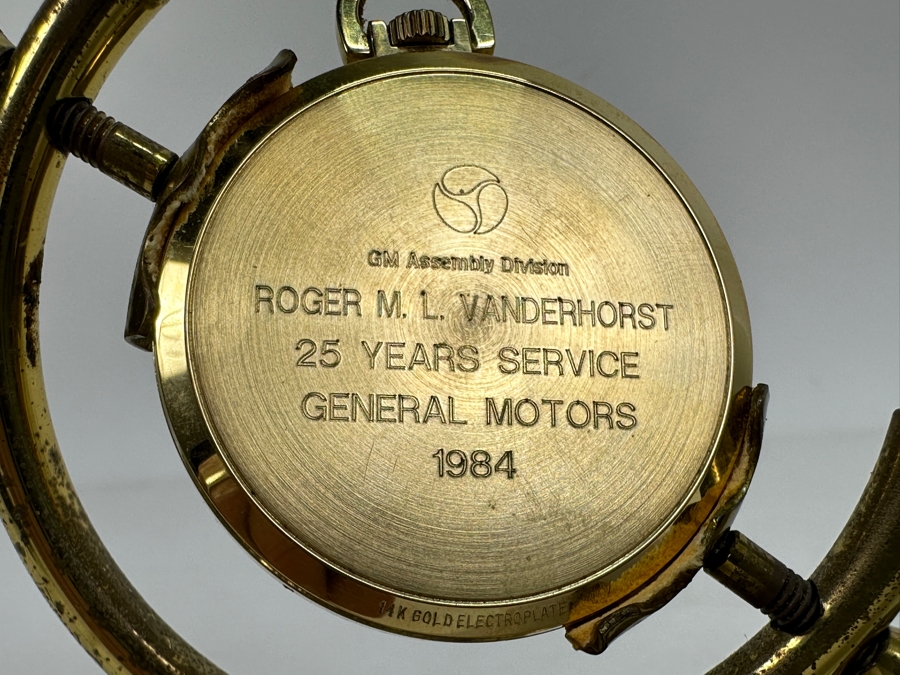 GM Assembly Division
ROGER M. L. VANDERHORST
25 YEARS SERVICE
GENERAL MOTORS
1984
14K GOLD ELECTROPLATE